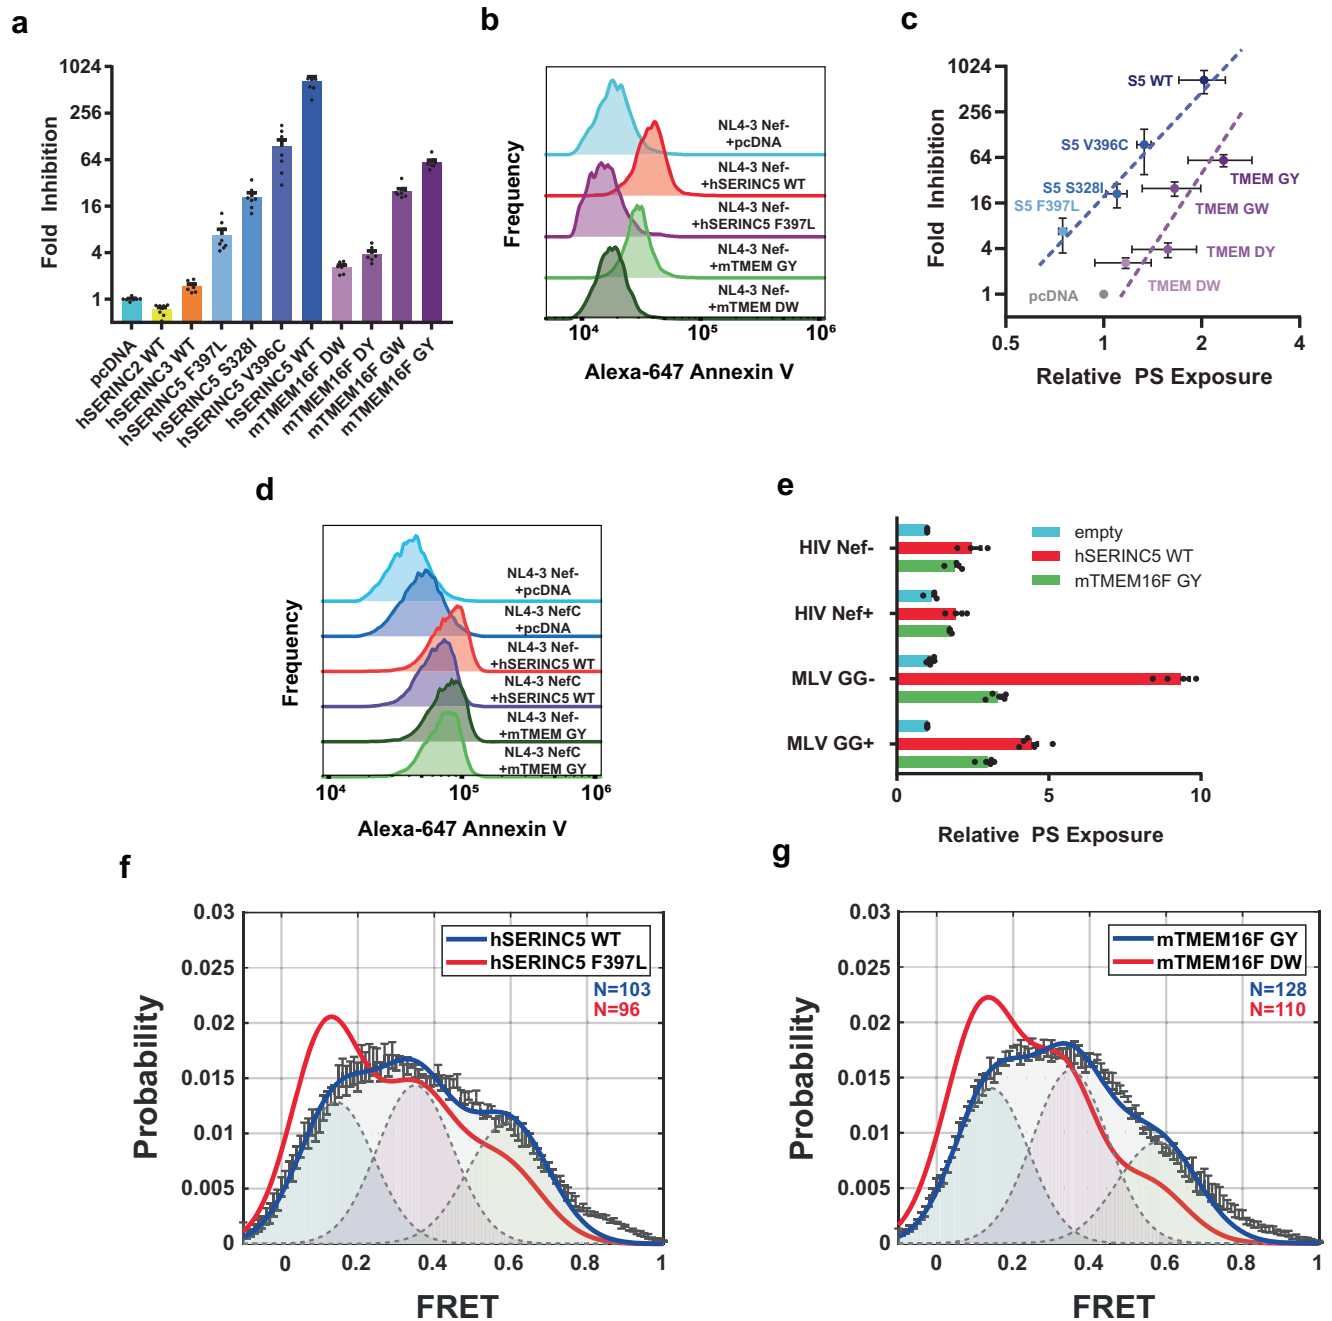 a
1024
256
64
16
4
1
Fold Inhibition
pcDNA
hSERINC2 WT
hSERINC3 WT
hSERINC5 F397L
hSERINC5 S328I
hSERINC5 V396C
hSERINC5 WT
mTMEM16F DW
mTMEM16F DY
mTMEM16F GW
mTMEM16F GY
b
Frequency
NL4-3 Nef-
+pcDNA
NL4-3 Nef-
+hSERINC5 WT
NL4-3 Nef-
+hSERINC5 F397L
NL4-3 Nef-
+mTMEM GY
NL4-3 Nef-
+mTMEM DW
10⁴
10⁵
10⁶
Alexa-647 Annexin V
c
1024
256
64
16
4
1
Fold Inhibition
S5 WT
S5 V396C
S5 S328I
S5 F397L
TMEM GY
TMEM GW
TMEM DY
TMEM DW
pcDNA
0.5
1
2
4
Relative PS Exposure
d
Frequency
NL4-3 Nef-
+pcDNA
NL4-3 NefC
+pcDNA
NL4-3 Nef-
+hSERINC5 WT
NL4-3 NefC
+hSERINC5 WT
NL4-3 Nef-
+mTMEM GY
NL4-3 NefC
+mTMEM GY
10⁴
10⁵
10⁶
Alexa-647 Annexin V
e
HIV Nef-
HIV Nef+
MLV GG-
MLV GG+
empty
hSERINC5 WT
mTMEM16F GY
0
5
10
Relative PS Exposure
f
0.03
0.025
0.02
0.015
0.01
0.005
0
Probability
hSERINC5 WT
hSERINC5 F397L
N=103
N=96
0
0.2
0.4
0.6
0.8
1
FRET
g
0.03
0.025
0.02
0.015
0.01
0.005
0
Probability
mTMEM16F GY
mTMEM16F DW
N=128
N=110
0
0.2
0.4
0.6
0.8
1
FRET